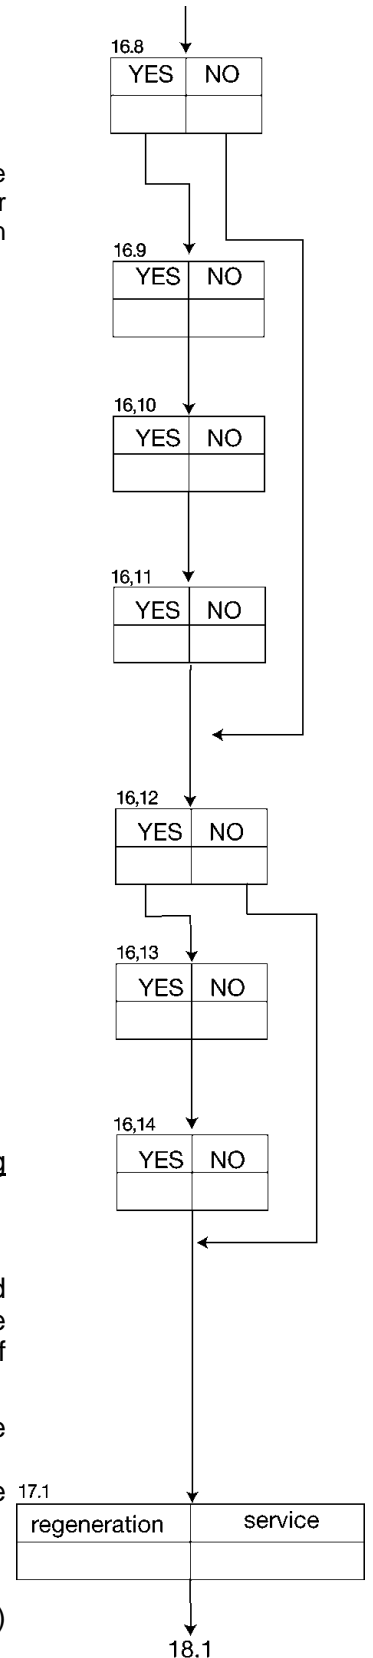 16.8
YES NO
e
r
n
16.9
YES NO
16,10
YES NO
16,11
YES NO
16,12
YES NO
16,13
YES NO
16,14
YES NO
g
d
e
f
e
e 17.1
regeneration service
)
18.1